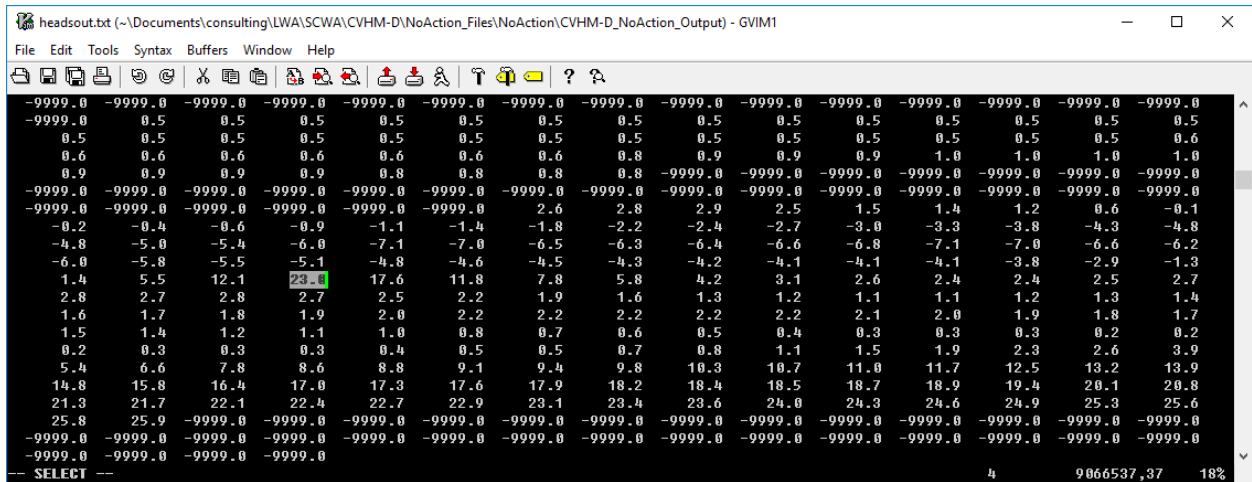 headsout.txt (~\Documents\consulting\LWA\SCWA\CVHM-D\NoAction_Files\NoAction\CVHM-D_NoAction_Output) - GVIM1
File Edit Tools Syntax Buffers Window Help
-9999.0 -9999.0 -9999.0 -9999.0 -9999.0 -9999.0 -9999.0 -9999.0 -9999.0 -9999.0 -9999.0 -9999.0 -9999.0 -9999.0 -9999.0
-9999.0 0.5 0.5 0.5 0.5 0.5 0.5 0.5 0.5 0.5 0.5 0.5 0.5 0.5 0.5
0.5 0.5 0.5 0.5 0.5 0.5 0.5 0.5 0.5 0.5 0.5 0.5 0.5 0.5 0.6
0.6 0.6 0.6 0.6 0.6 0.6 0.6 0.8 0.9 0.9 0.9 1.0 1.0 1.0 1.0
0.9 0.9 0.9 0.9 0.8 0.8 0.8 0.8 -9999.0 -9999.0 -9999.0 -9999.0 -9999.0 -9999.0 -9999.0
-9999.0 -9999.0 -9999.0 -9999.0 -9999.0 -9999.0 -9999.0 -9999.0 -9999.0 -9999.0 -9999.0 -9999.0 -9999.0 -9999.0 -9999.0
-9999.0 -9999.0 -9999.0 -9999.0 -9999.0 -9999.0 2.6 2.8 2.9 2.5 1.5 1.4 1.2 0.6 -0.1
-0.2 -0.4 -0.6 -0.9 -1.1 -1.4 -1.8 -2.2 -2.4 -2.7 -3.0 -3.3 -3.8 -4.3 -4.8
-4.8 -5.0 -5.4 -6.0 -7.1 -7.0 -6.5 -6.3 -6.4 -6.6 -6.8 -7.1 -7.0 -6.6 -6.2
-6.0 -5.8 -5.5 -5.1 -4.8 -4.6 -4.5 -4.3 -4.2 -4.1 -4.1 -4.1 -3.8 -2.9 -1.3
1.4 5.5 12.1 23.0 17.6 11.8 7.8 5.8 4.2 3.1 2.6 2.4 2.4 2.5 2.7
2.8 2.7 2.8 2.7 2.5 2.2 1.9 1.6 1.3 1.2 1.1 1.1 1.2 1.3 1.4
1.6 1.7 1.8 1.9 2.0 2.2 2.2 2.2 2.2 2.2 2.1 2.0 1.9 1.8 1.7
1.5 1.4 1.2 1.1 1.0 0.8 0.7 0.6 0.5 0.4 0.3 0.3 0.3 0.2 0.2
0.2 0.3 0.3 0.3 0.4 0.5 0.5 0.7 0.8 1.1 1.5 1.9 2.3 2.6 3.9
5.4 6.6 7.8 8.6 8.8 9.1 9.4 9.8 10.3 10.7 11.0 11.7 12.5 13.2 13.9
14.8 15.8 16.4 17.0 17.3 17.6 17.9 18.2 18.4 18.5 18.7 18.9 19.4 20.1 20.8
21.3 21.7 22.1 22.4 22.7 22.9 23.1 23.4 23.6 24.0 24.3 24.6 24.9 25.3 25.6
25.8 25.9 -9999.0 -9999.0 -9999.0 -9999.0 -9999.0 -9999.0 -9999.0 -9999.0 -9999.0 -9999.0 -9999.0 -9999.0 -9999.0
-9999.0 -9999.0 -9999.0 -9999.0 -9999.0 -9999.0 -9999.0 -9999.0 -9999.0 -9999.0 -9999.0 -9999.0 -9999.0 -9999.0 -9999.0
-9999.0 -9999.0 -9999.0 -9999.0
-- SELECT -- 4 9066537,37 18%